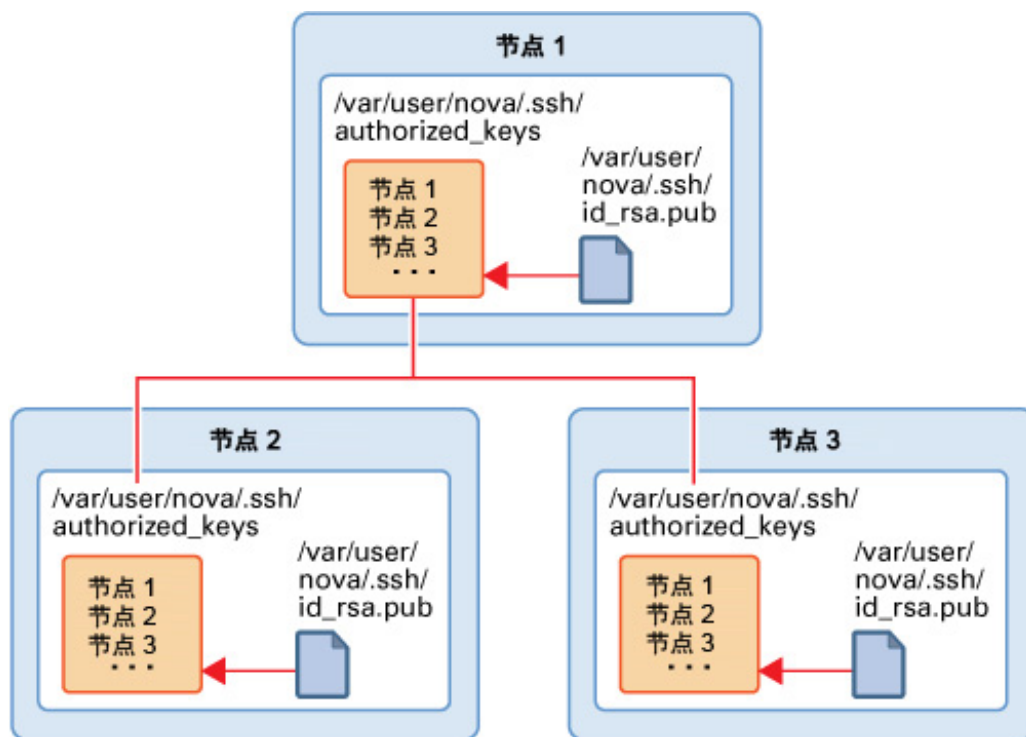 节点 1
/var/user/nova/.ssh/
authorized_keys
节点 1
节点 2
节点 3
...
/var/user/
nova/.ssh/
id_rsa.pub
节点 2
/var/user/nova/.ssh/
authorized_keys
节点 1
节点 2
节点 3
...
/var/user/
nova/.ssh/
id_rsa.pub
节点 3
/var/user/nova/.ssh/
authorized_keys
节点 1
节点 2
节点 3
...
/var/user/
nova/.ssh/
id_rsa.pub